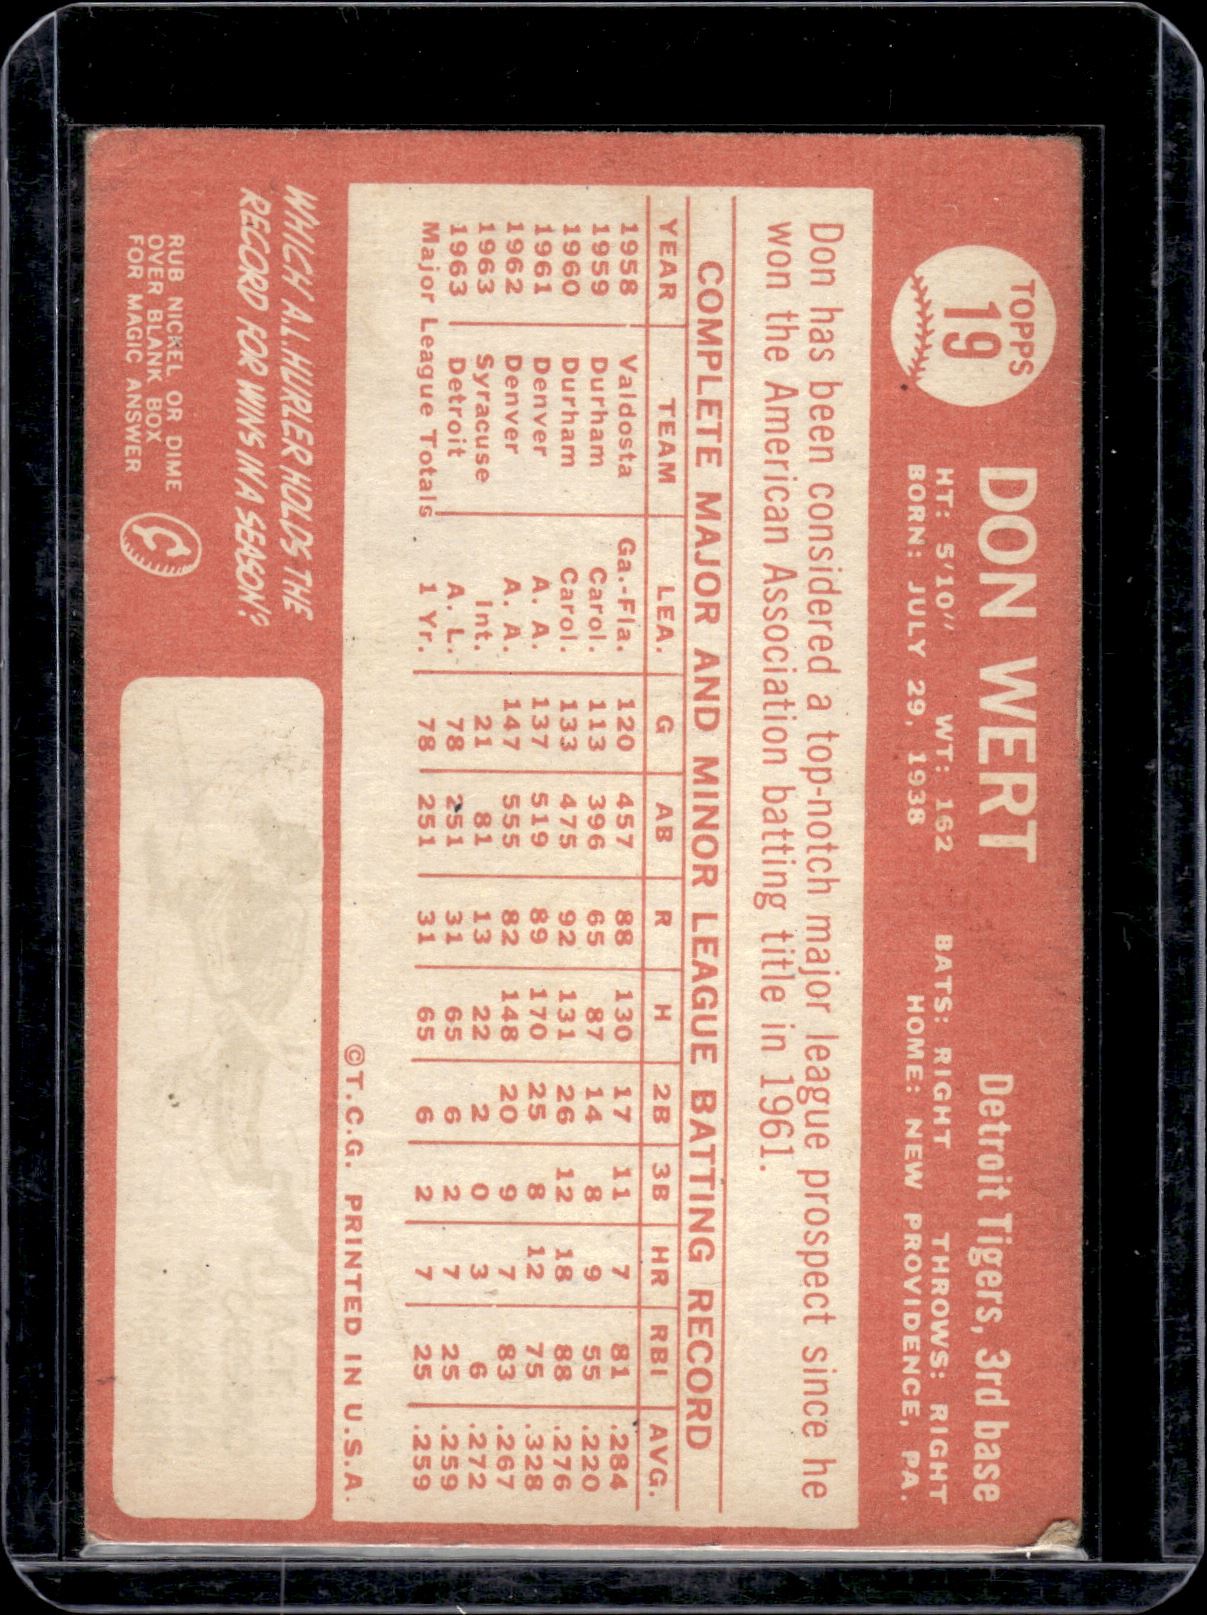 TOPPS
19
DON WERT
Detroit Tigers, 3rd base
HT: 5'10" WT: 162 BATS: RIGHT THROWS: RIGHT
BORN: JULY 29, 1938 HOME: NEW PROVIDENCE, PA.
Don has been considered a top-notch major league prospect since he
won the American Association batting title in 1961.
COMPLETE MAJOR AND MINOR LEAGUE BATTING RECORD
YEAR TEAM LEA. G AB R H 2B 3B HR RBI AVG.
1958 Valdosta Ga.-Fla. 120 457 88 130 17 11 7 81 .284
1959 Durham Carol. 113 396 65 87 14 8 9 55 .220
1960 Durham Carol. 133 475 92 131 26 12 18 88 .276
1961 Denver A. A. 137 519 89 170 25 8 12 75 .328
1962 Denver A. A. 147 555 82 148 20 9 7 83 .267
1963 Syracuse Int. 21 81 13 22 2 0 3 6 .272
1963 Detroit A. L. 78 251 31 65 6 2 7 25 .259
Major League Totals 1 Yr. 78 251 31 65 6 2 7 25 .259
©T.C.G. PRINTED IN U.S.A.
WHICH A.L. HURLER HOLDS THE
RECORD FOR WINS IN A SEASON?
RUB NICKEL OR DIME
OVER BLANK BOX
FOR MAGIC ANSWER